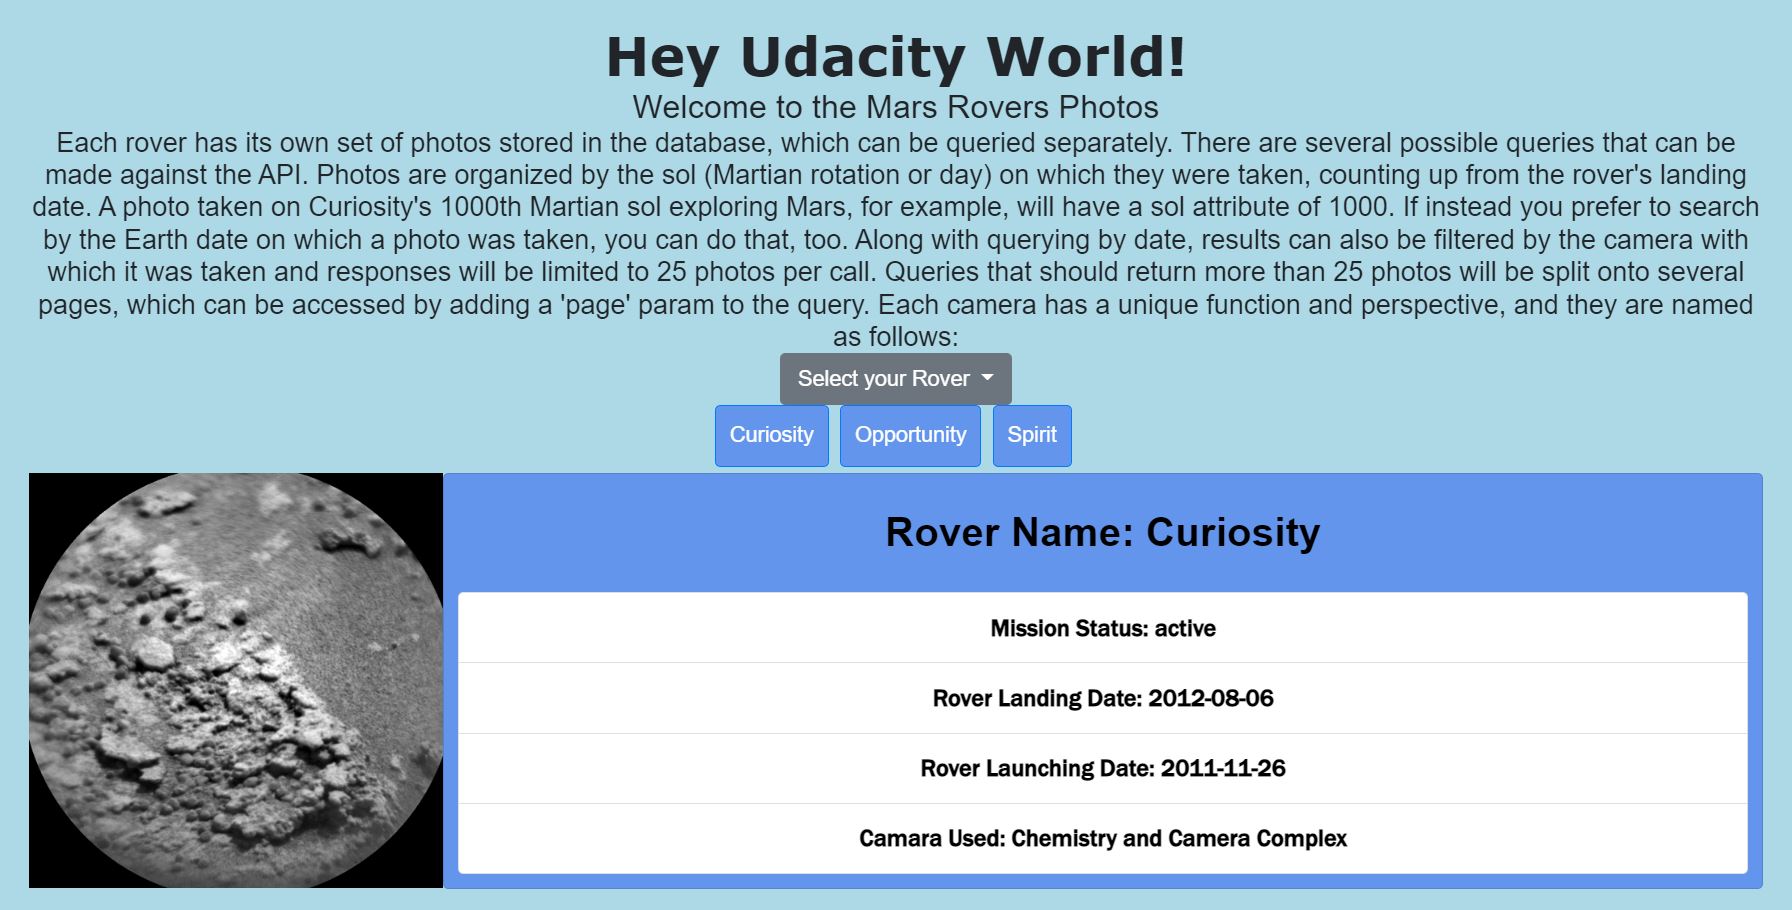 Hey Udacity World!
Welcome to the Mars Rovers Photos
Each rover has its own set of photos stored in the database, which can be queried separately. There are several possible queries that can be
made against the API. Photos are organized by the sol (Martian rotation or day) on which they were taken, counting up from the rover's landing
date. A photo taken on Curiosity's 1000th Martian sol exploring Mars, for example, will have a sol attribute of 1000. If instead you prefer to search
by the Earth date on which a photo was taken, you can do that, too. Along with querying by date, results can also be filtered by the camera with
which it was taken and responses will be limited to 25 photos per call. Queries that should return more than 25 photos will be split onto several
pages, which can be accessed by adding a 'page' param to the query. Each camera has a unique function and perspective, and they are named
as follows:
Select your Rover
Curiosity Opportunity Spirit
Rover Name: Curiosity
Mission Status: active
Rover Landing Date: 2012-08-06
Rover Launching Date: 2011-11-26
Camara Used: Chemistry and Camera Complex